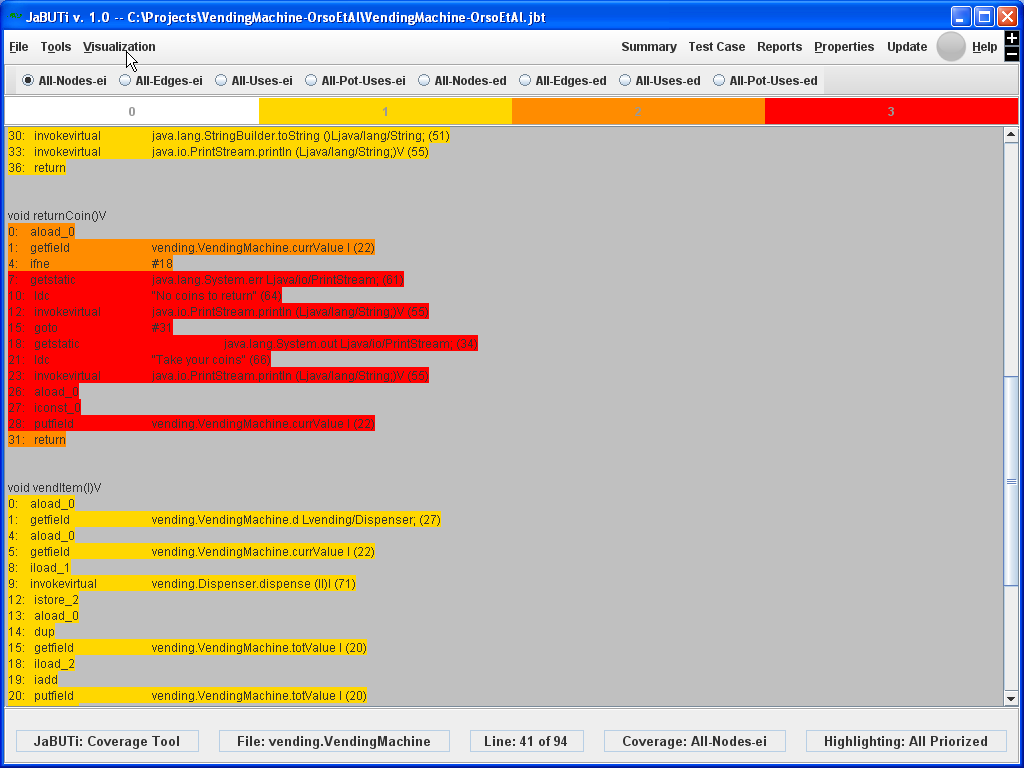 JaBUTi v. 1.0 -- C:\Projects\VendingMachine-OrsoEtAl\VendingMachine-OrsoEtAl.jbt
File Tools Visualization Summary Test Case Reports Properties Update Help + −
All-Nodes-ei All-Edges-ei All-Uses-ei All-Pot-Uses-ei All-Nodes-ed All-Edges-ed All-Uses-ed All-Pot-Uses-ed
0 1 2 3
30: invokevirtual java.lang.StringBuilder.toString ()Ljava/lang/String; (51)
33: invokevirtual java.io.PrintStream.println (Ljava/lang/String;)V (55)
36: return
void returnCoin()V
0: aload_0
1: getfield vending.VendingMachine.currValue I (22)
4: ifne #18
7: getstatic java.lang.System.err Ljava/io/PrintStream; (31)
10: ldc "No coins to return" (64)
12: invokevirtual java.io.PrintStream.println (Ljava/lang/String;)V (55)
15: goto #31
18: getstatic java.lang.System.out Ljava/io/PrintStream; (34)
21: ldc "Take your coins" (66)
23: invokevirtual java.io.PrintStream.println (Ljava/lang/String;)V (55)
26: aload_0
27: iconst_0
28: putfield vending.VendingMachine.currValue I (22)
31: return
void vendItem(I)V
0: aload_0
1: getfield vending.VendingMachine.d Lvending/Dispenser; (27)
4: aload_0
5: getfield vending.VendingMachine.currValue I (22)
8: iload_1
9: invokevirtual vending.Dispenser.dispense (II)I (71)
12: istore_2
13: aload_0
14: dup
15: getfield vending.VendingMachine.totValue I (20)
18: iload_2
19: iadd
20: putfield vending.VendingMachine.totValue I (20)
JaBUTi: Coverage Tool File: vending.VendingMachine Line: 41 of 94 Coverage: All-Nodes-ei Highlighting: All Priorized